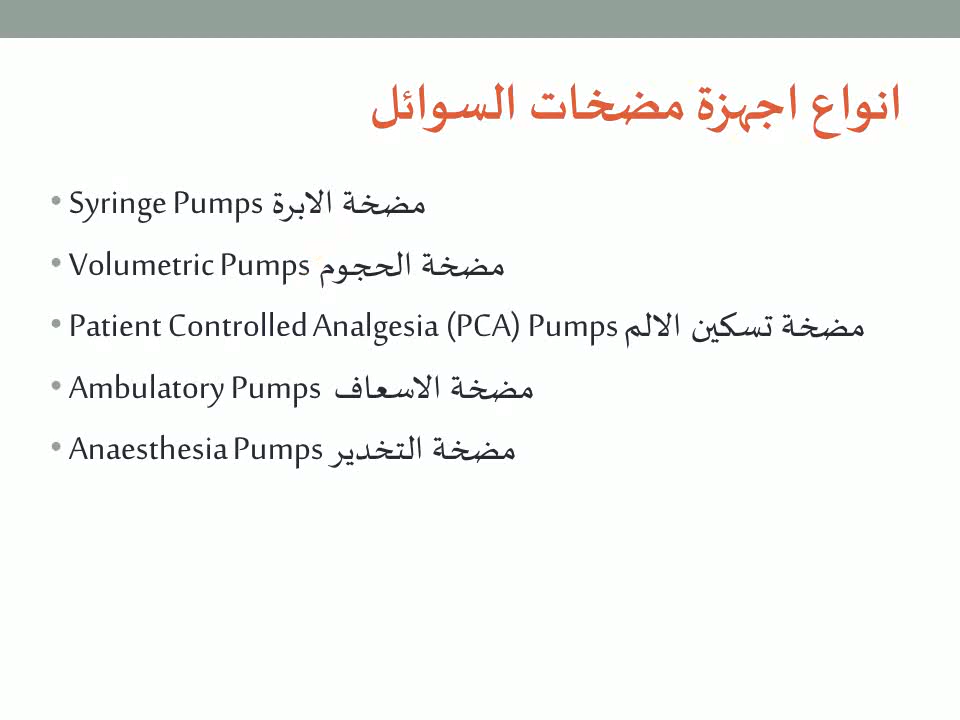 انواع اجهزة مضخات السوائل
• Syringe Pumps مضخة الابرة
• Volumetric Pumps مضخة الحجوم
• Patient Controlled Analgesia (PCA) Pumps مضخة تسكين الالم
• Ambulatory Pumps مضخة الاسعاف
• Anaesthesia Pumps مضخة التخدير